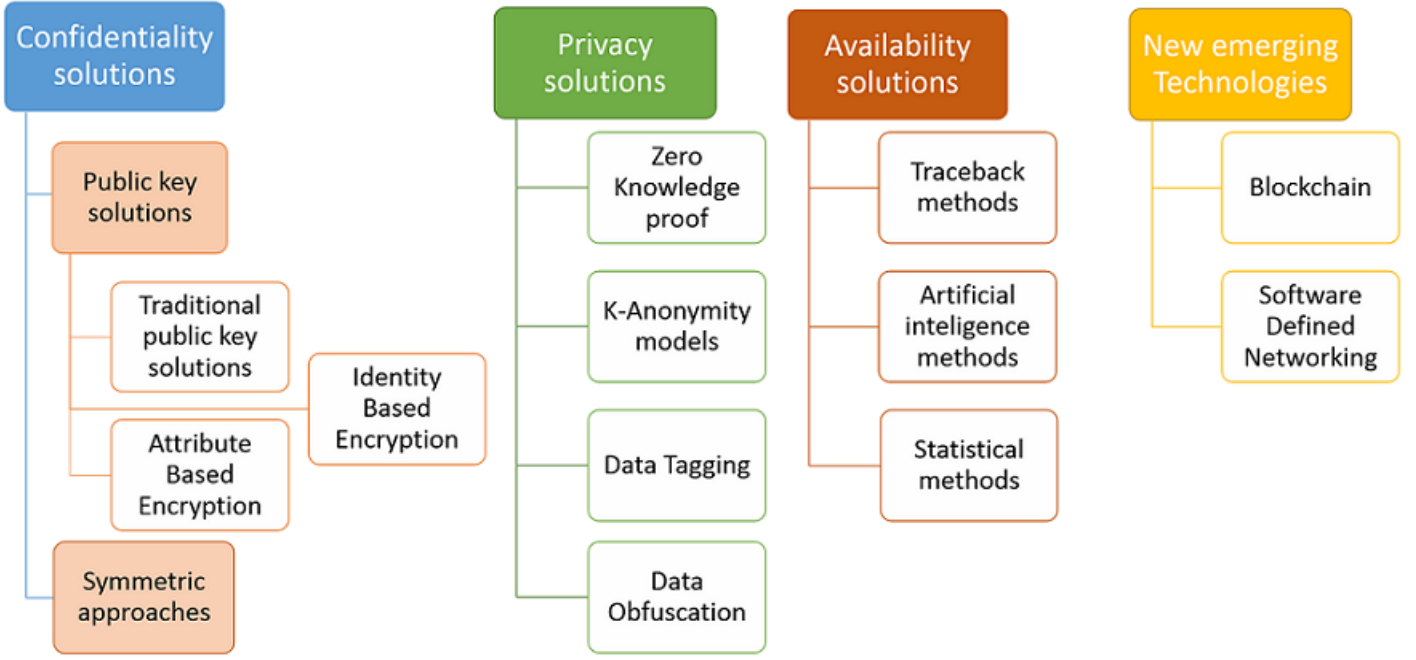 Confidentiality
solutions
Public key
solutions
Traditional
public key
solutions
Identity
Based
Encryption
Attribute
Based
Encryption
Symmetric
approaches
Privacy
solutions
Zero
Knowledge
proof
K-Anonymity
models
Data Tagging
Data
Obfuscation
Availability
solutions
Traceback
methods
Artificial
inteligence
methods
Statistical
methods
New emerging
Technologies
Blockchain
Software
Defined
Networking